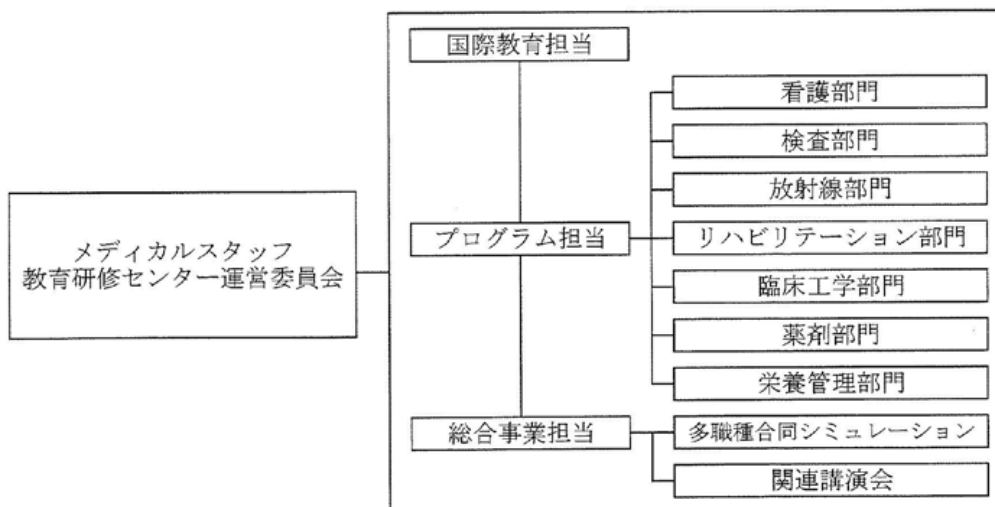 国際教育担当
看護部門
検査部門
放射線部門
メディカルスタッフ
教育研修センター運営委員会
プログラム担当
リハビリテーション部門
臨床工学部門
薬剤部門
栄養管理部門
総合事業担当
多職種合同シミュレーション
関連講演会